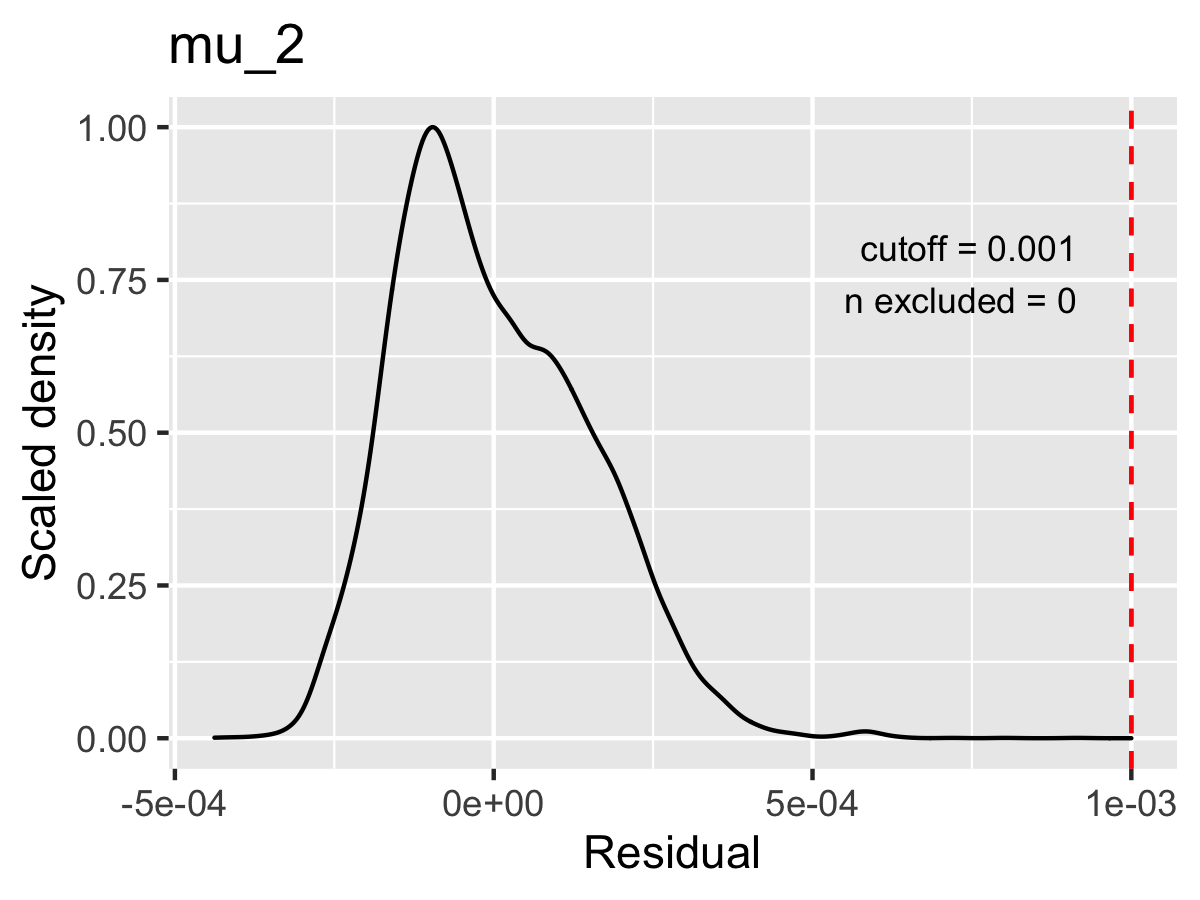 mu_2
1.00
0.75
0.50
0.25
0.00
Scaled density
cutoff = 0.001
n excluded = 0
-5e-04
0e+00
5e-04
1e-03
Residual